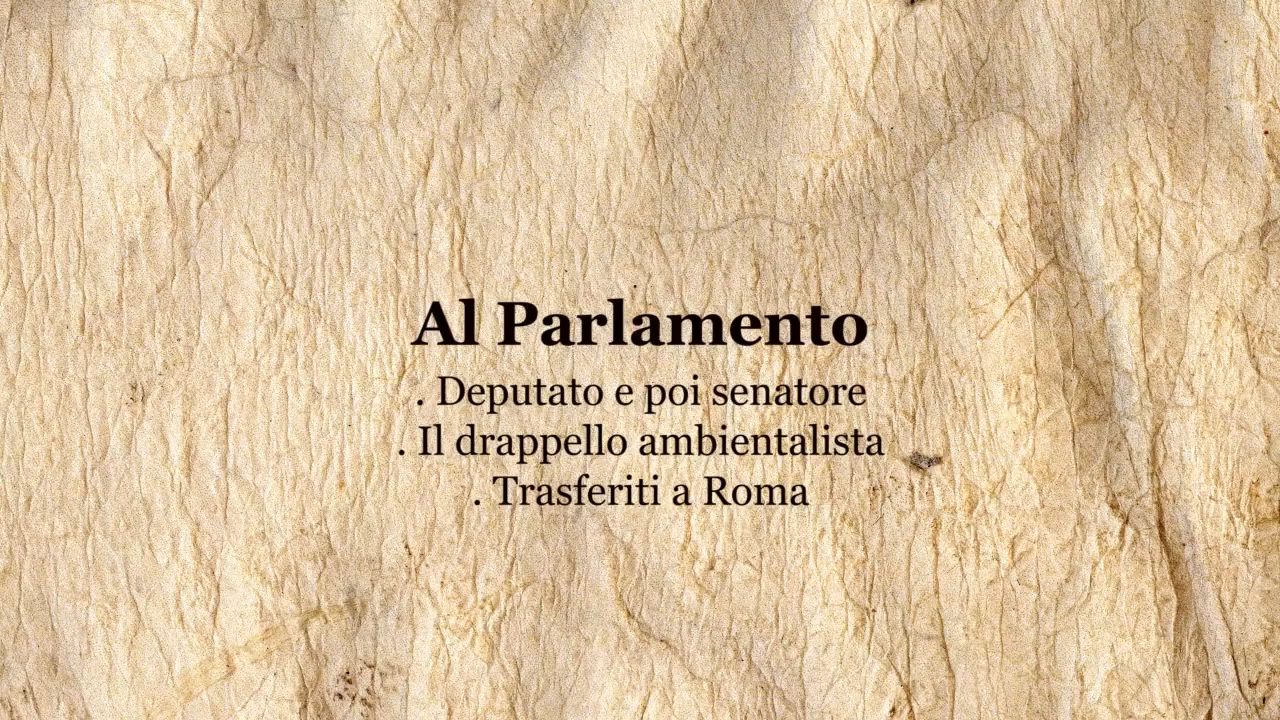 Al Parlamento
. Deputato e poi senatore
. Il drappello ambientalista
. Trasferiti a Roma